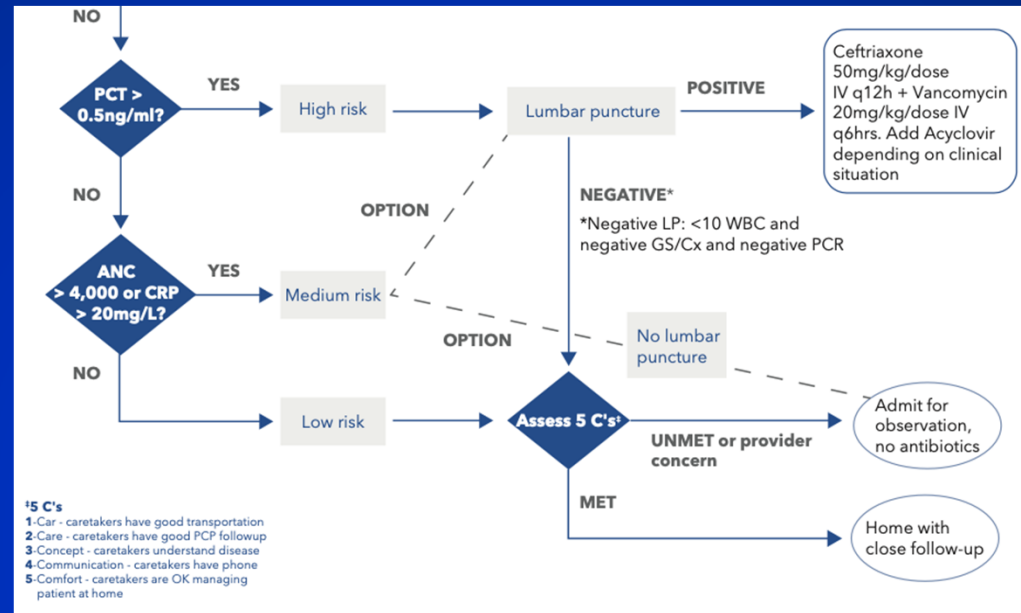 NO
PCT >
0.5ng/ml?
YES
High risk
Lumbar puncture
POSITIVE
Ceftriaxone
50mg/kg/dose
IV q12h + Vancomycin
20mg/kg/dose IV
q6hrs. Add Acyclovir
depending on clinical
situation
NO
OPTION
NEGATIVE*
*Negative LP: <10 WBC and
negative GS/Cx and negative PCR
ANC
> 4,000 or CRP
> 20mg/L?
YES
Medium risk
OPTION
No lumbar
puncture
NO
Low risk
Assess 5 C's‡
UNMET or provider
concern
Admit for
observation,
no antibiotics
MET
Home with
close follow-up
‡5 C's
1-Car - caretakers have good transportation
2-Care - caretakers have good PCP followup
3-Concept - caretakers understand disease
4-Communication - caretakers have phone
5-Comfort - caretakers are OK managing
patient at home